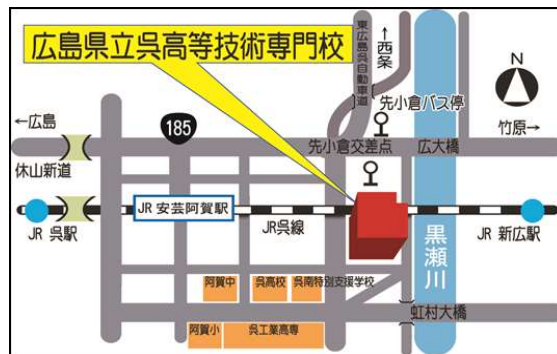 広島県立呉高等技術専門校
東広島呉自動車道
↑西条
N
先小倉バス停
←広島
185
先小倉交差点
広大橋
竹原→
休山新道
JR 安芸阿賀駅
JR 呉駅
JR呉線
黒瀬川
JR 新広駅
阿賀中
呉高校
呉南特別支援学校
虹村大橋
阿賀小
呉工業高専